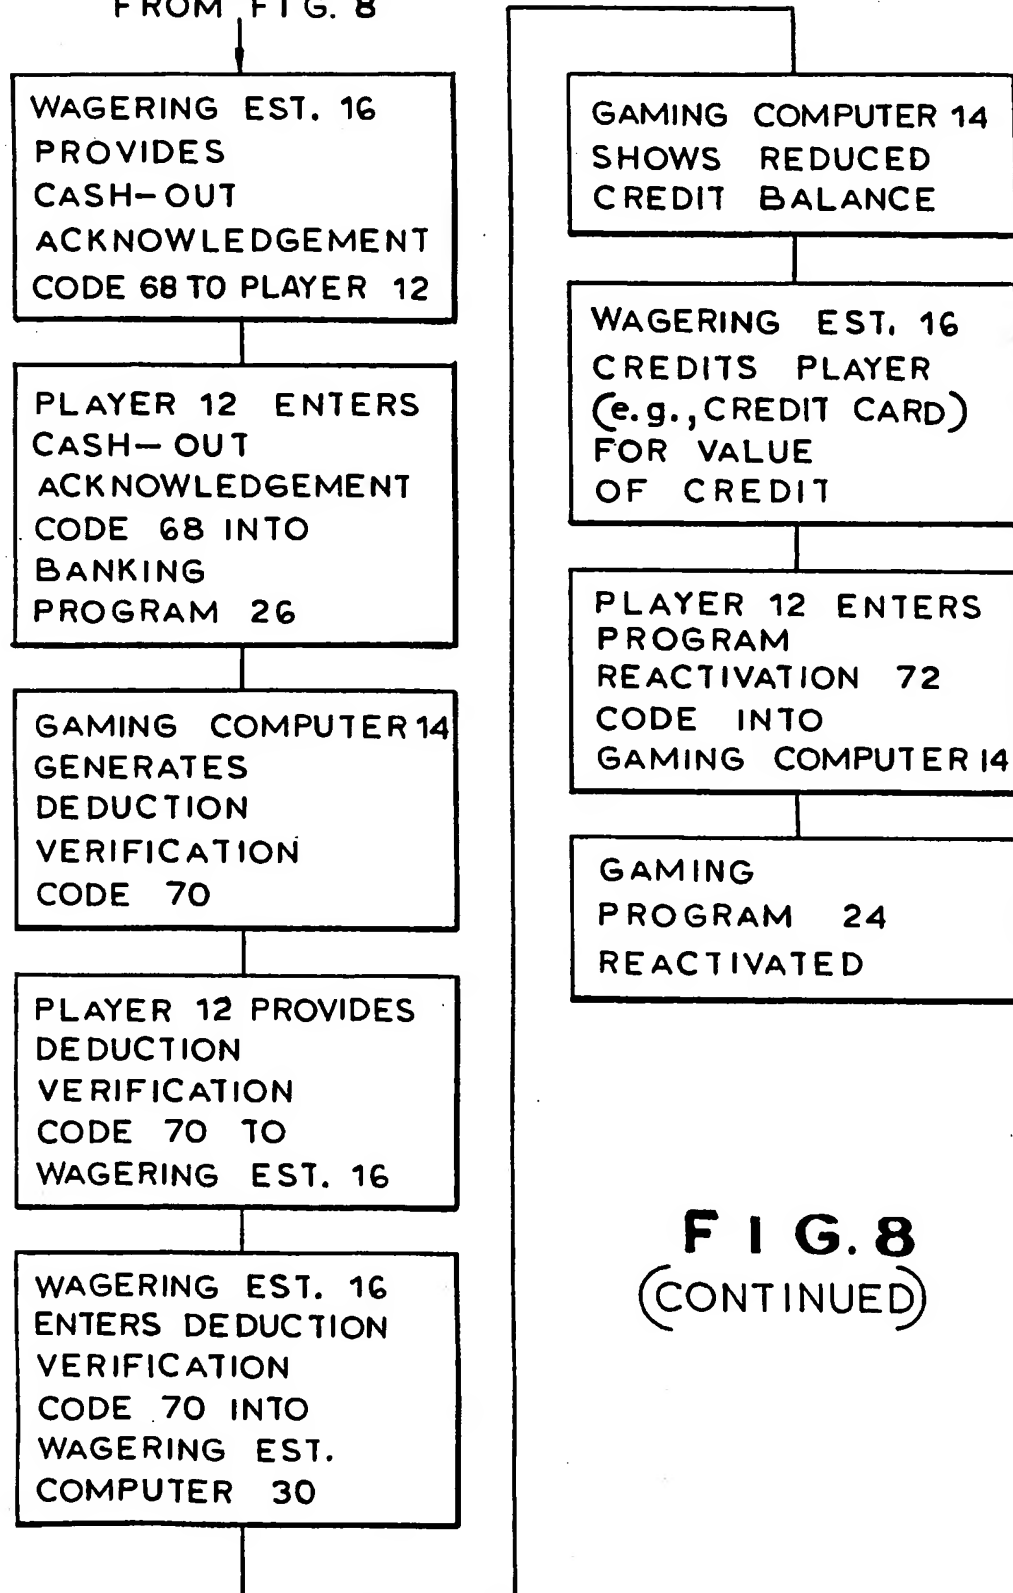 FROM FIG. 8
WAGERING EST. 16
PROVIDES
CASH-OUT
ACKNOWLEDGEMENT
CODE 68 TO PLAYER 12
PLAYER 12 ENTERS
CASH-OUT
ACKNOWLEDGEMENT
CODE 68 INTO
BANKING
PROGRAM 26
GAMING COMPUTER 14
GENERATES
DEDUCTION
VERIFICATION
CODE 70
PLAYER 12 PROVIDES
DEDUCTION
VERIFICATION
CODE 70 TO
WAGERING EST. 16
WAGERING EST. 16
ENTERS DEDUCTION
VERIFICATION
CODE 70 INTO
WAGERING EST.
COMPUTER 30
GAMING COMPUTER 14
SHOWS REDUCED
CREDIT BALANCE
WAGERING EST. 16
CREDITS PLAYER
(e.g., CREDIT CARD)
FOR VALUE
OF CREDIT
PLAYER 12 ENTERS
PROGRAM
REACTIVATION 72
CODE INTO
GAMING COMPUTER 14
GAMING
PROGRAM 24
REACTIVATED
FIG. 8
(CONTINUED)